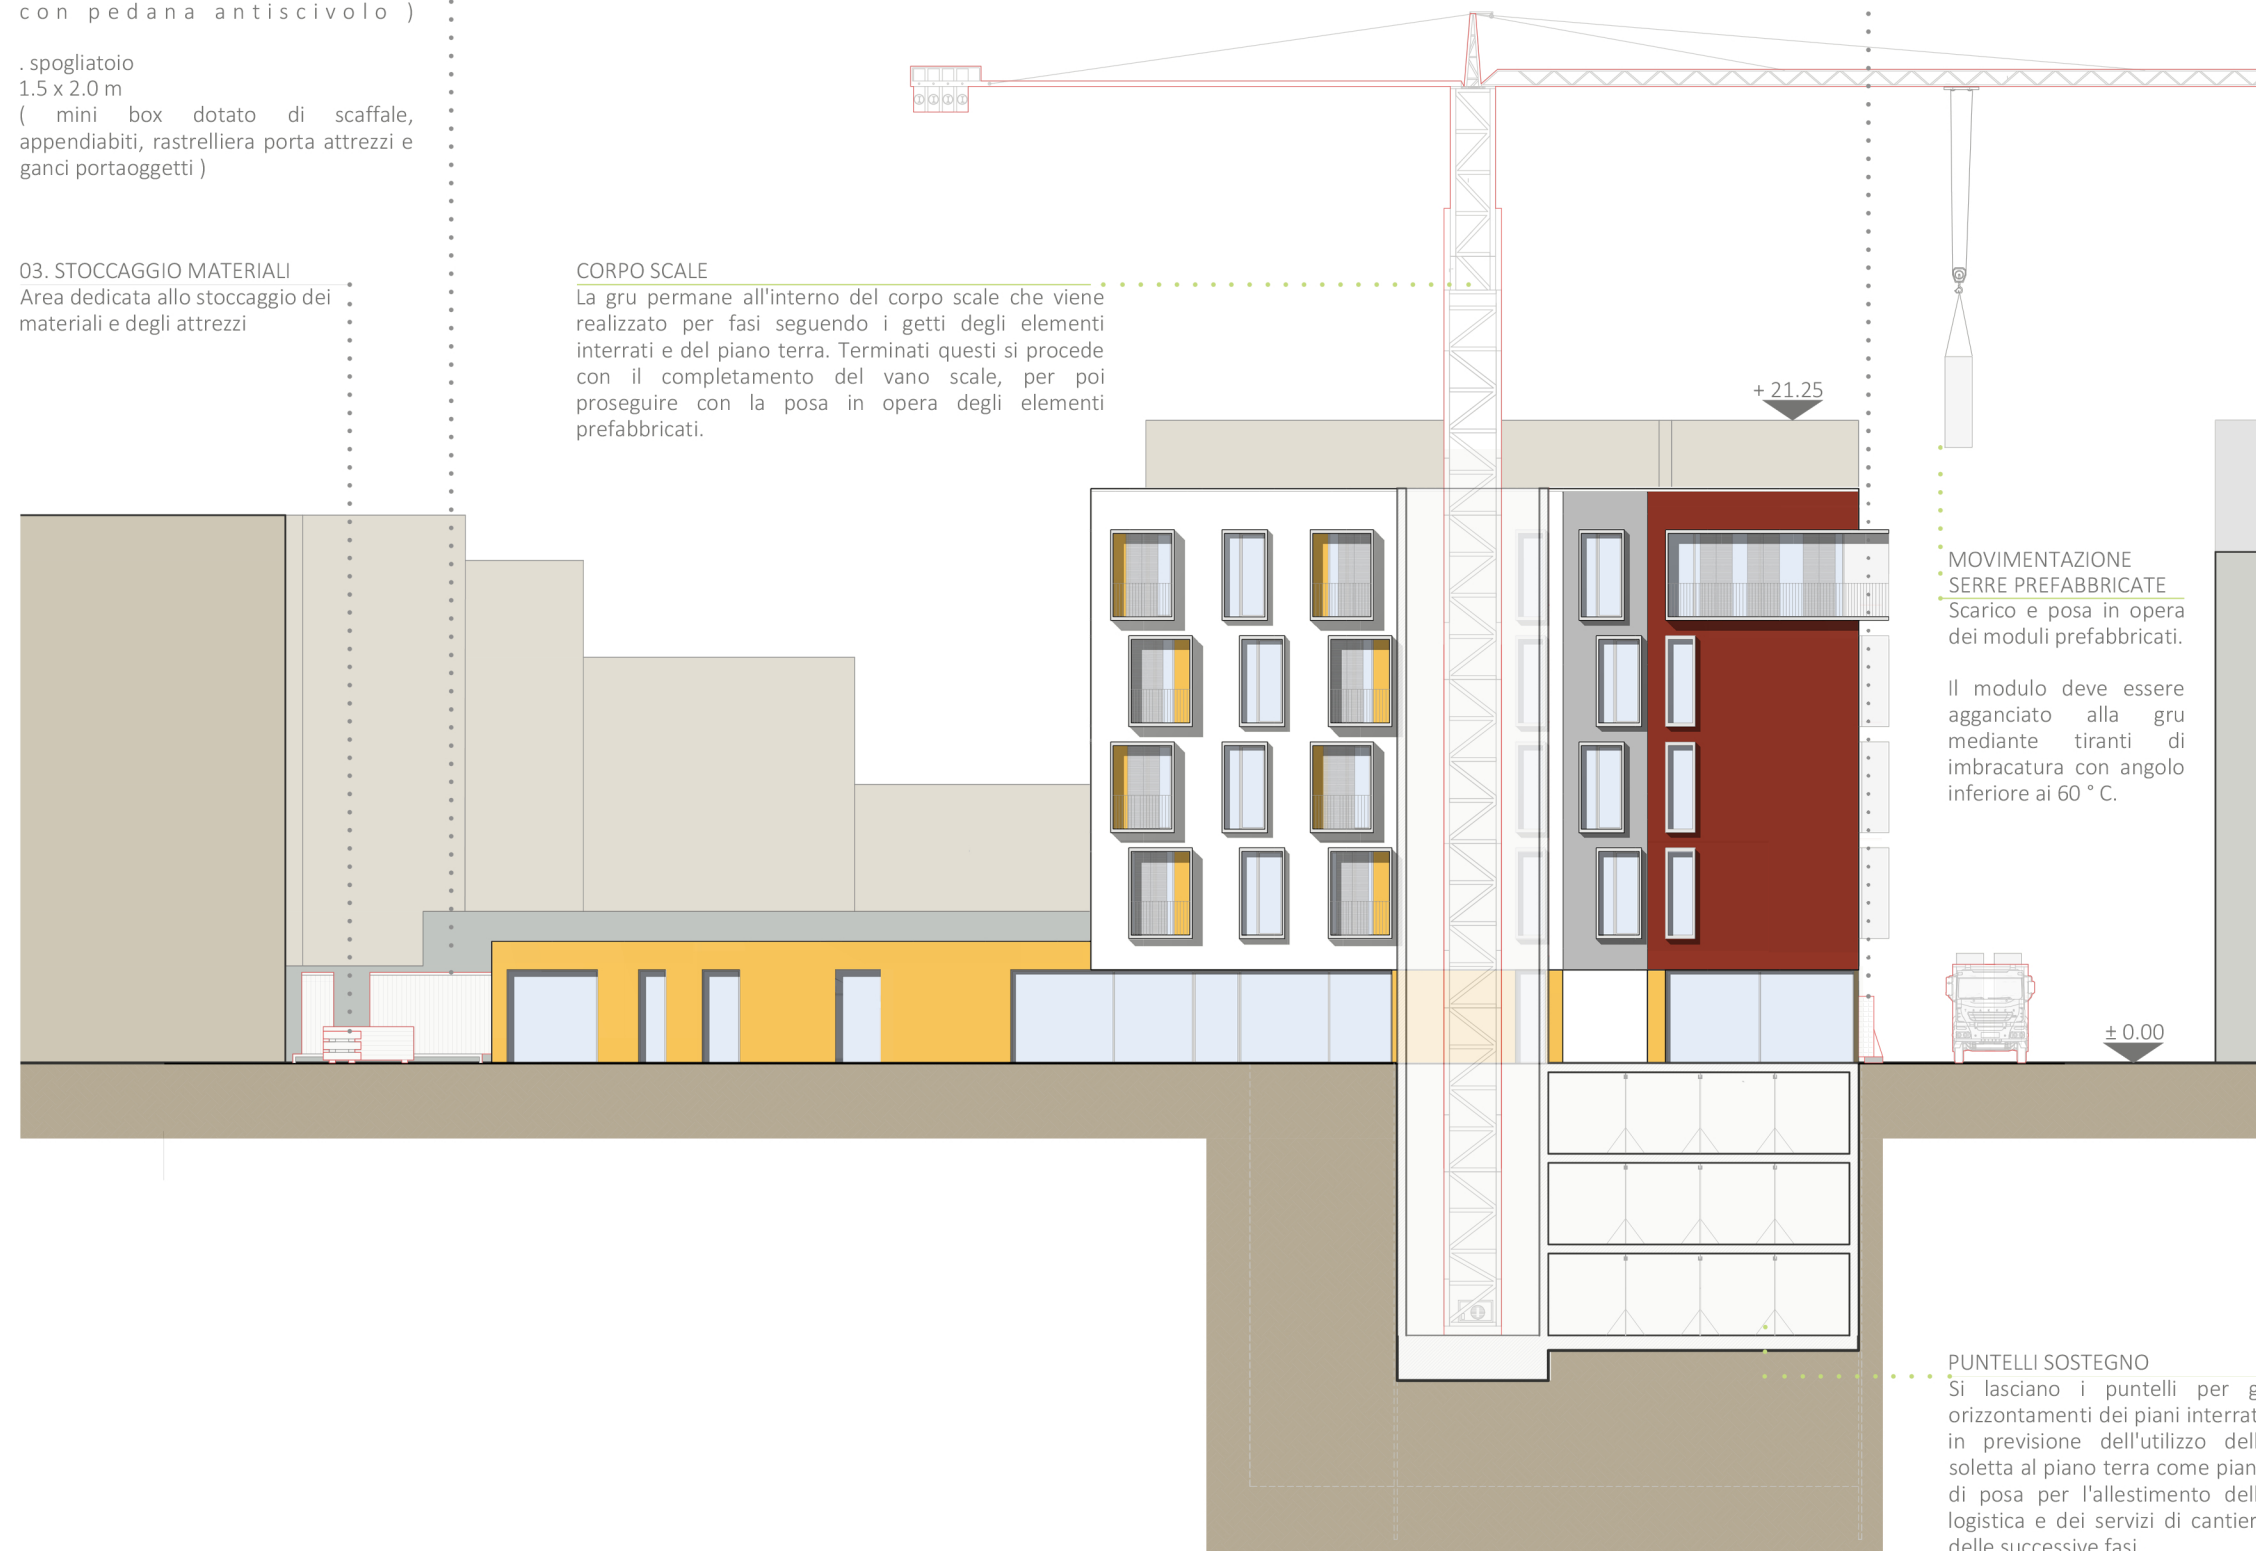 con pedana antiscivolo )
. spogliatoio
1.5 x 2.0 m
( mini box dotato di scaffale,
appendiabiti, rastrelliera porta attrezzi e
ganci portaoggetti )
03. STOCCAGGIO MATERIALI
Area dedicata allo stoccaggio dei
materiali e degli attrezzi
CORPO SCALE
La gru permane all'interno del corpo scale che viene
realizzato per fasi seguendo i getti degli elementi
interrati e del piano terra. Terminati questi si procede
con il completamento del vano scale, per poi
proseguire con la posa in opera degli elementi
prefabbricati.
+ 21.25
MOVIMENTAZIONE
SERRE PREFABBRICATE
Scarico e posa in opera
dei moduli prefabbricati.
Il modulo deve essere
agganciato alla gru
mediante tiranti di
imbracatura con angolo
inferiore ai 60 ° C.
± 0.00
PUNTELLI SOSTEGNO
Si lasciano i puntelli per g
orizzontamenti dei piani interrat
in previsione dell'utilizzo dell
soletta al piano terra come pian
di posa per l'allestimento dell
logistica e dei servizi di cantier
delle successive fasi